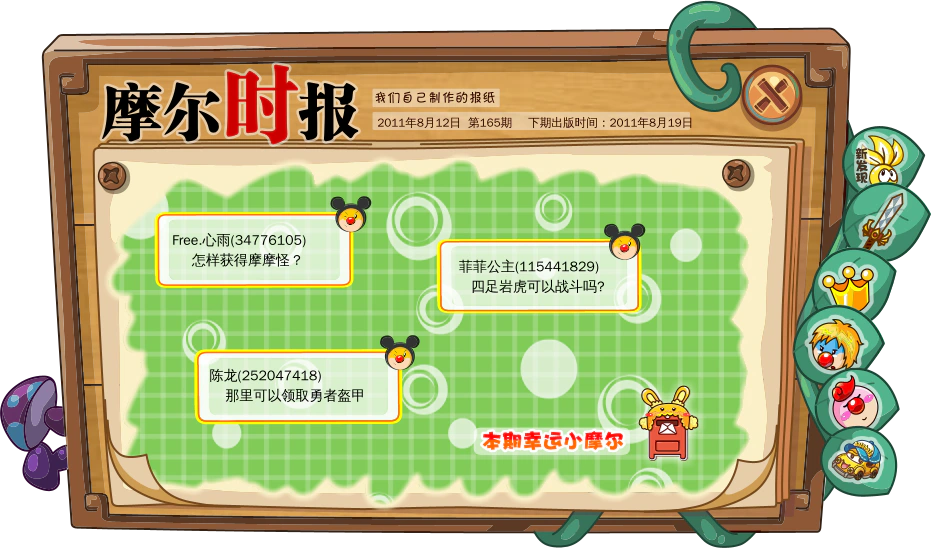 摩尔时报
我们自己制作的报纸
2011年8月12日 第165期 下期出版时间：2011年8月19日
新发现
Free.心雨(34776105)
怎样获得摩摩怪？
菲菲公主(115441829)
四足岩虎可以战斗吗?
陈龙(252047418)
那里可以领取勇者盔甲
本期幸运小摩尔